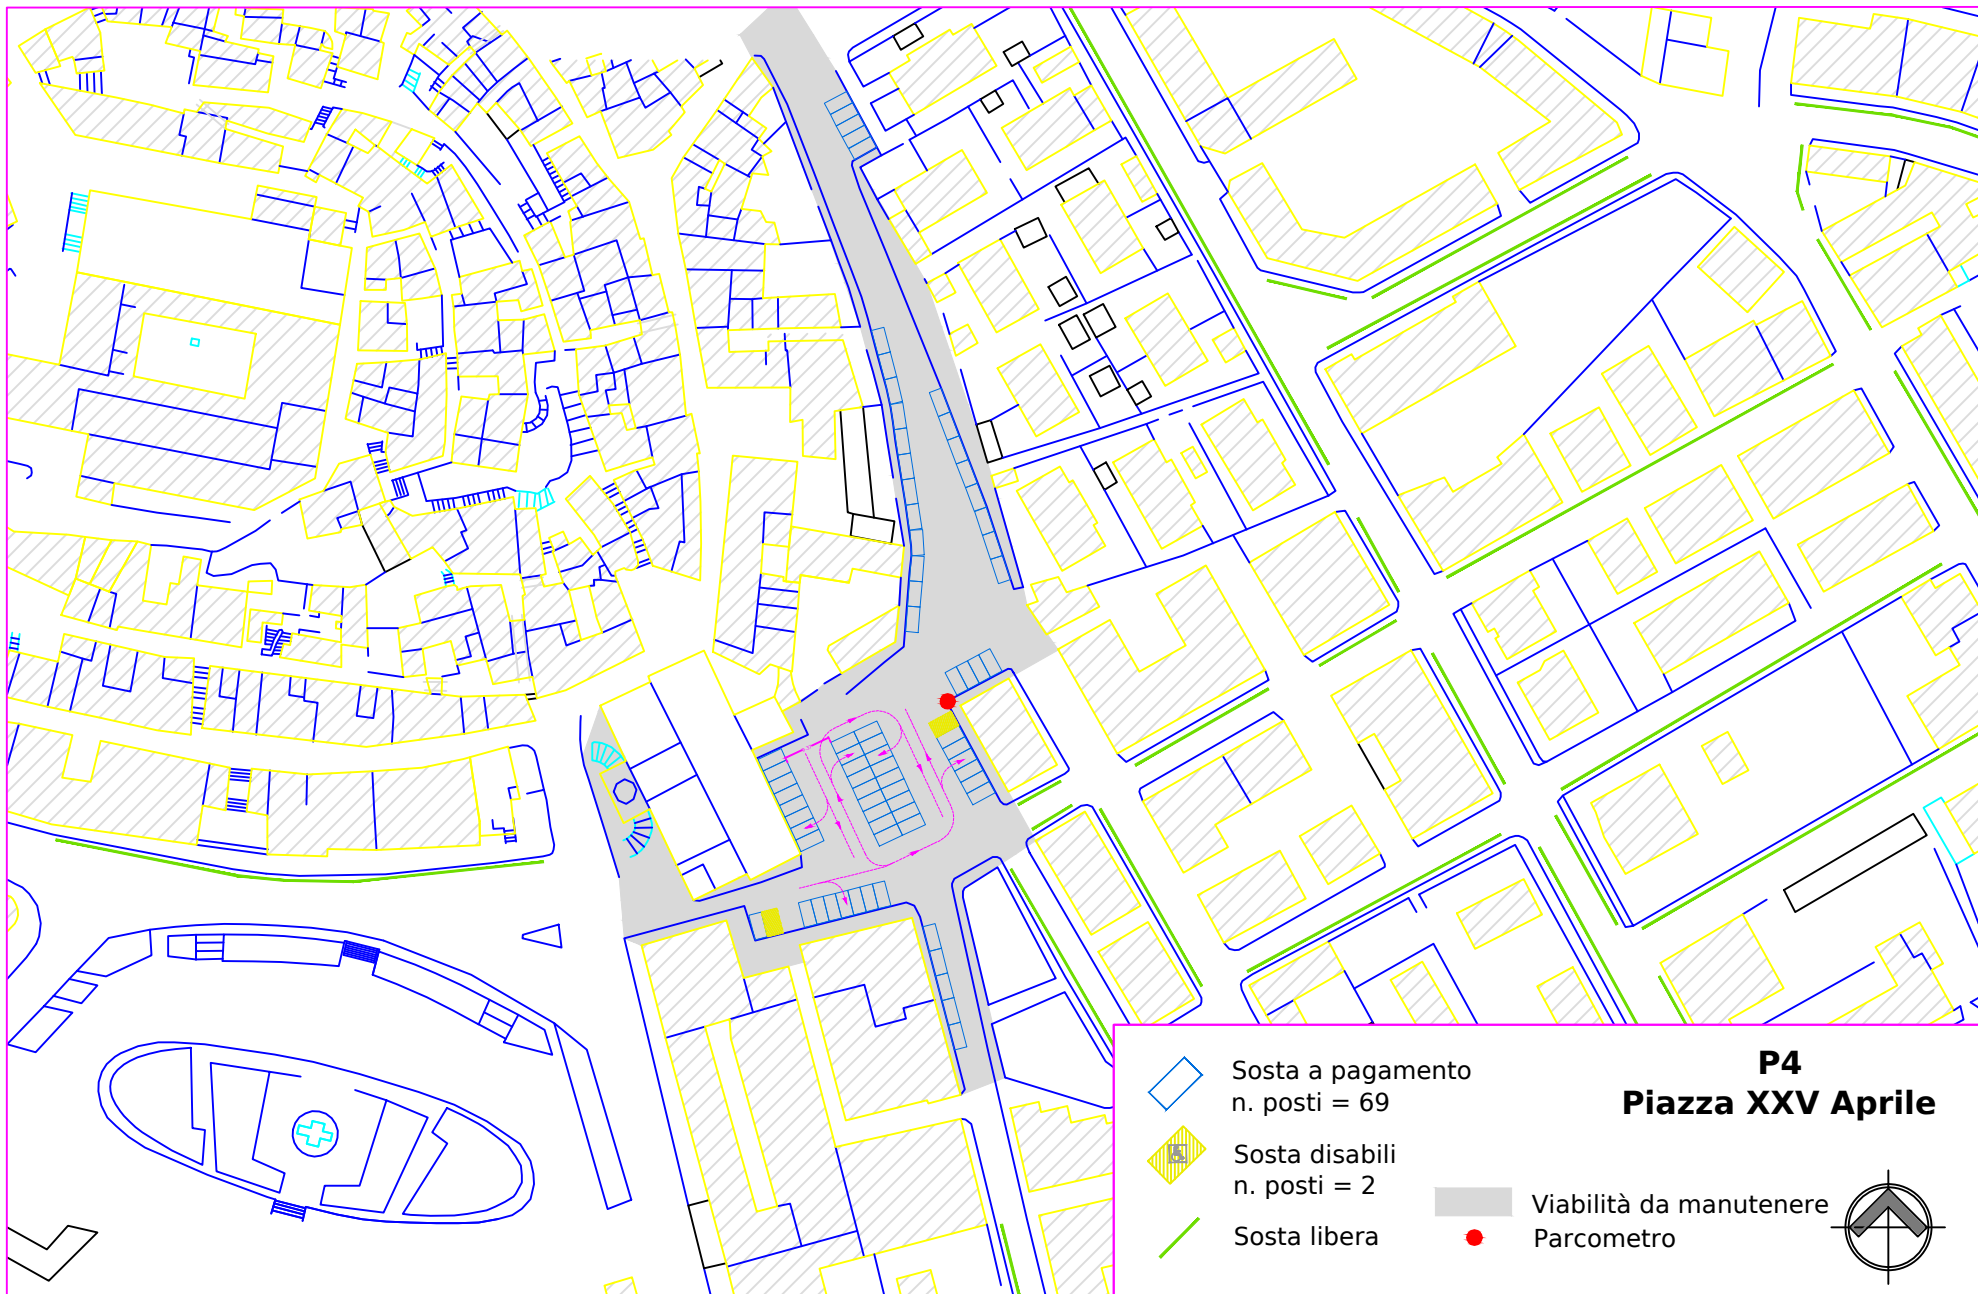 P4
Piazza XXV Aprile
Sosta a pagamento
n. posti = 69
Sosta disabili
n. posti = 2
Sosta libera
Viabilità da manutenere
Parcometro